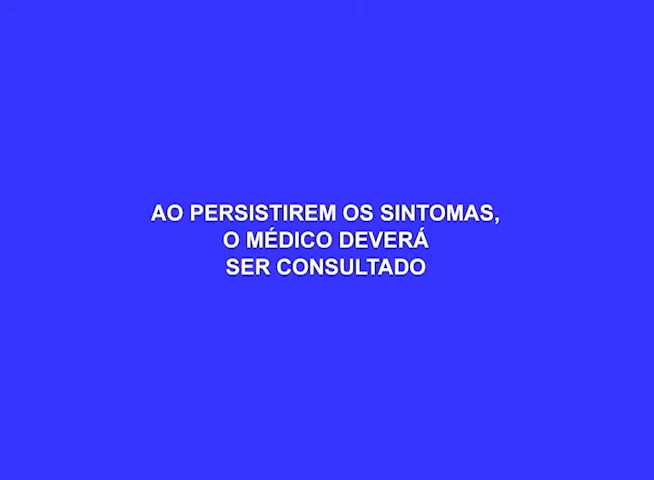 AO PERSISTIREM OS SINTOMAS,
O MÉDICO DEVERÁ
SER CONSULTADO